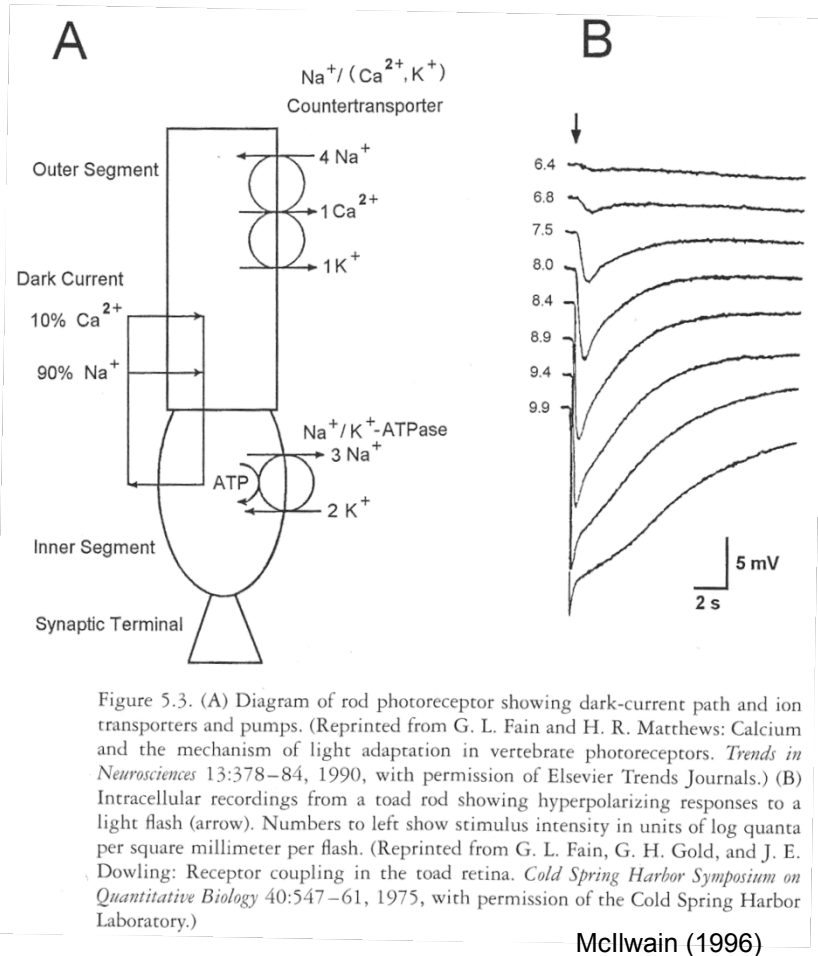 A
B
Na+/(Ca2+,K+)
Countertransporter
Outer Segment
4 Na+
1 Ca2+
1K+
Dark Current
10% Ca2+
90% Na+
Na+/K+-ATPase
3 Na+
ATP
2 K+
Inner Segment
Synaptic Terminal
6.4
6.8
7.5
8.0
8.4
8.9
9.4
9.9
5 mV
2 s
Figure 5.3. (A) Diagram of rod photoreceptor showing dark-current path and ion
transporters and pumps. (Reprinted from G. L. Fain and H. R. Matthews: Calcium
and the mechanism of light adaptation in vertebrate photoreceptors. Trends in
Neurosciences 13:378–84, 1990, with permission of Elsevier Trends Journals.) (B)
Intracellular recordings from a toad rod showing hyperpolarizing responses to a
light flash (arrow). Numbers to left show stimulus intensity in units of log quanta
per square millimeter per flash. (Reprinted from G. L. Fain, G. H. Gold, and J. E.
Dowling: Receptor coupling in the toad retina. Cold Spring Harbor Symposium on
Quantitative Biology 40:547–61, 1975, with permission of the Cold Spring Harbor
Laboratory.)
McIlwain (1996)